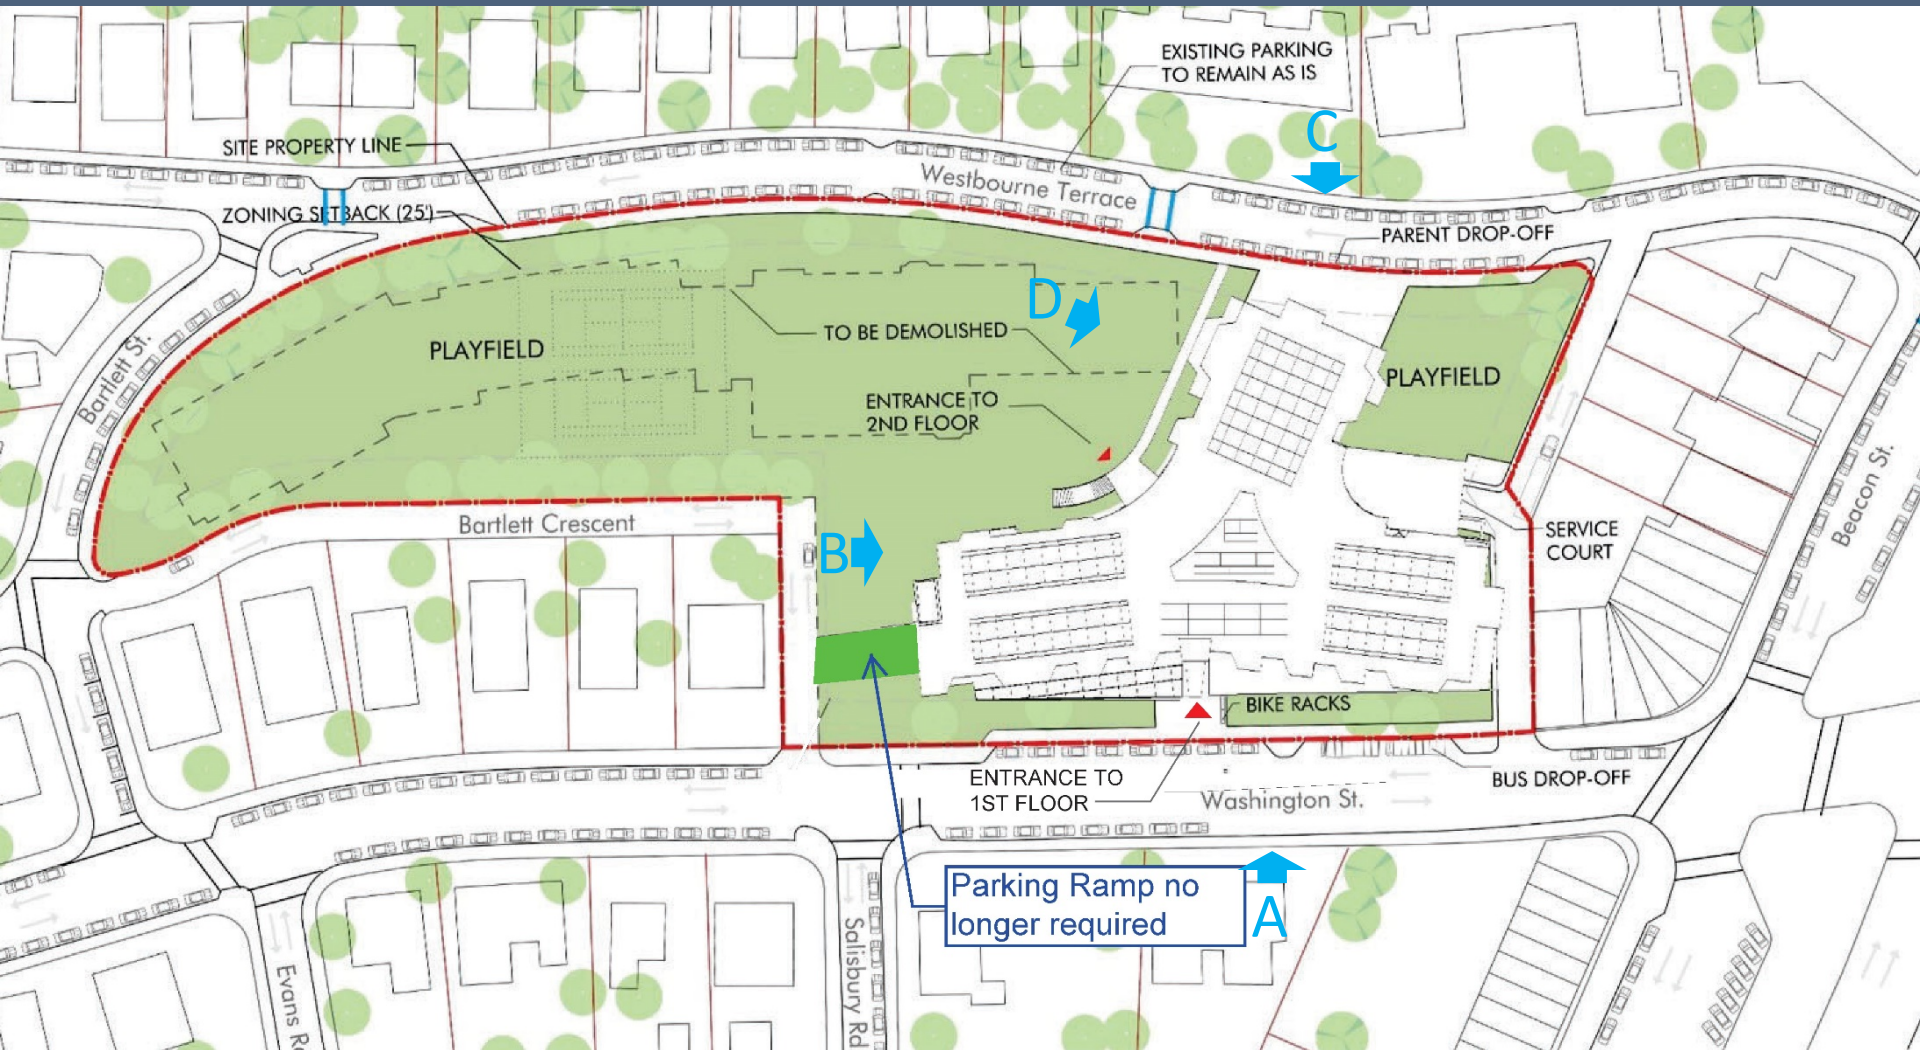 EXISTING PARKING
TO REMAIN AS IS
C
SITE PROPERTY LINE
Westbourne Terrace
ZONING SETBACK (25')
PARENT DROP-OFF
D
TO BE DEMOLISHED
PLAYFIELD
PLAYFIELD
Bartlett St.
ENTRANCE TO
2ND FLOOR
Beacon St.
Bartlett Crescent
SERVICE
COURT
B
BIKE RACKS
ENTRANCE TO
1ST FLOOR
BUS DROP-OFF
Washington St.
Parking Ramp no
longer required
A
Salisbury Rd
Evans R